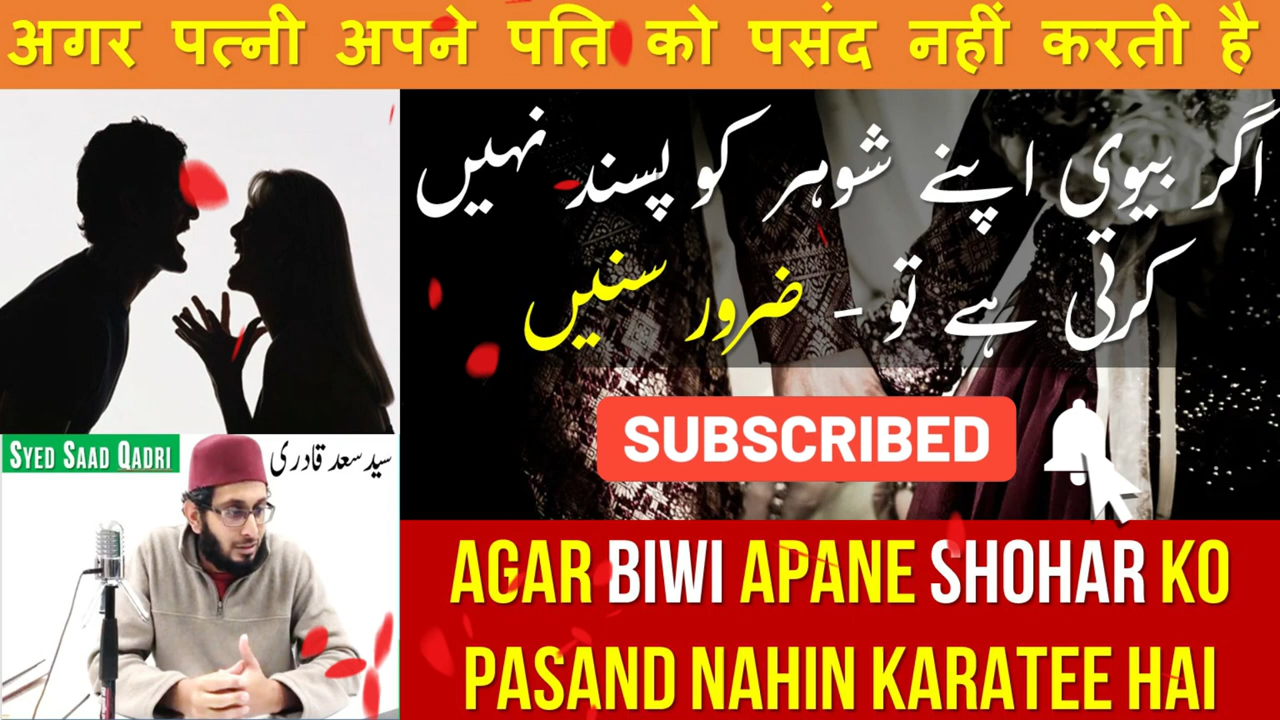 अगर पत्नी अपने पति को पसंद नहीं करती है
اگر بیوی اپنے شوہر کو پسند نہیں
کرتی ہے تو - ضرور سنیں
SUBSCRIBED
SYED SAAD QADRI
سید سعد قادری
AGAR BIWI APANE SHOHAR KO
PASAND NAHIN KARATEE HAI